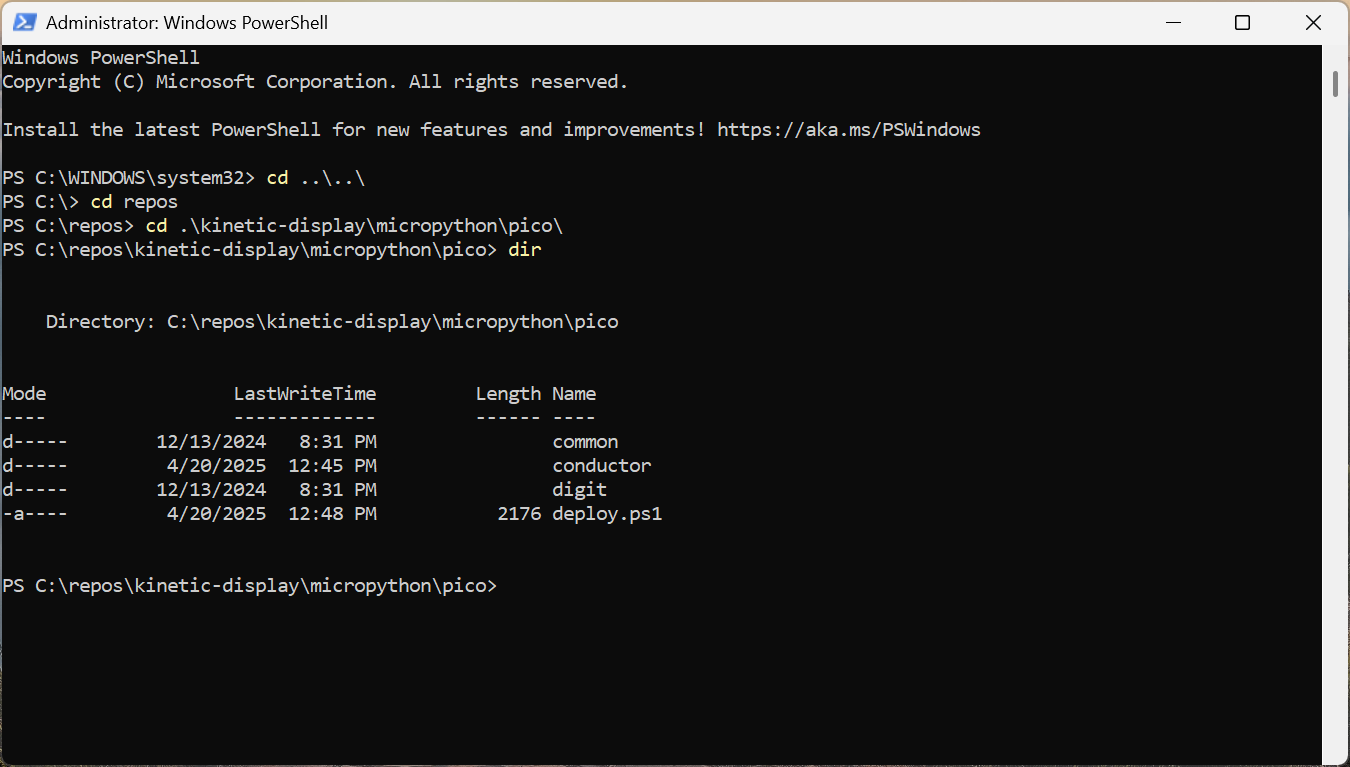 Administrator: Windows PowerShell
Windows PowerShell
Copyright (C) Microsoft Corporation. All rights reserved.
Install the latest PowerShell for new features and improvements! https://aka.ms/PSWindows
PS C:\WINDOWS\system32> cd ..\..\
PS C:\> cd repos
PS C:\repos> cd .\kinetic-display\micropython\pico\
PS C:\repos\kinetic-display\micropython\pico> dir
    Directory: C:\repos\kinetic-display\micropython\pico
Mode                 LastWriteTime         Length Name
----                 -------------         ------ ----
d-----        12/13/2024   8:31 PM                common
d-----         4/20/2025  12:45 PM                conductor
d-----        12/13/2024   8:31 PM                digit
-a----         4/20/2025  12:48 PM           2176 deploy.ps1
PS C:\repos\kinetic-display\micropython\pico>